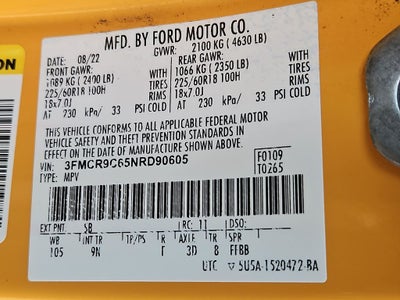 MFD. BY FORD MOTOR CO.
DATE: 08/22 GVWR: 2100 KG ( 4630 LB)
FRONT GAWR: REAR GAWR:
1089 KG ( 2400 LB) WITH 1066 KG ( 2350 LB) WITH
225/60R18 100H TIRES 225/60R18 100H TIRES
18x7.0J RIMS 18x7.0J RIMS
AT 230 kPa/ 33 PSI COLD AT 230 kPa/ 33 PSI COLD
THIS VEHICLE CONFORMS TO ALL APPLICABLE FEDERAL MOTOR
VEHICLE SAFETY AND THEFT PREVENTION STANDARDS IN
EFFECT ON THE DATE OF MANUFACTURE SHOWN ABOVE.
VIN: 3FMCR9C65NRD90605 F0109
TYPE: MPV T0265
EXT PNT: SB RC: 11 DSO:
WB INT TR TP/PS R AXLE TR SPR
105 9N F 3D 8 FFBB
UTC ▽ 5U5A-1520472-BA
ON